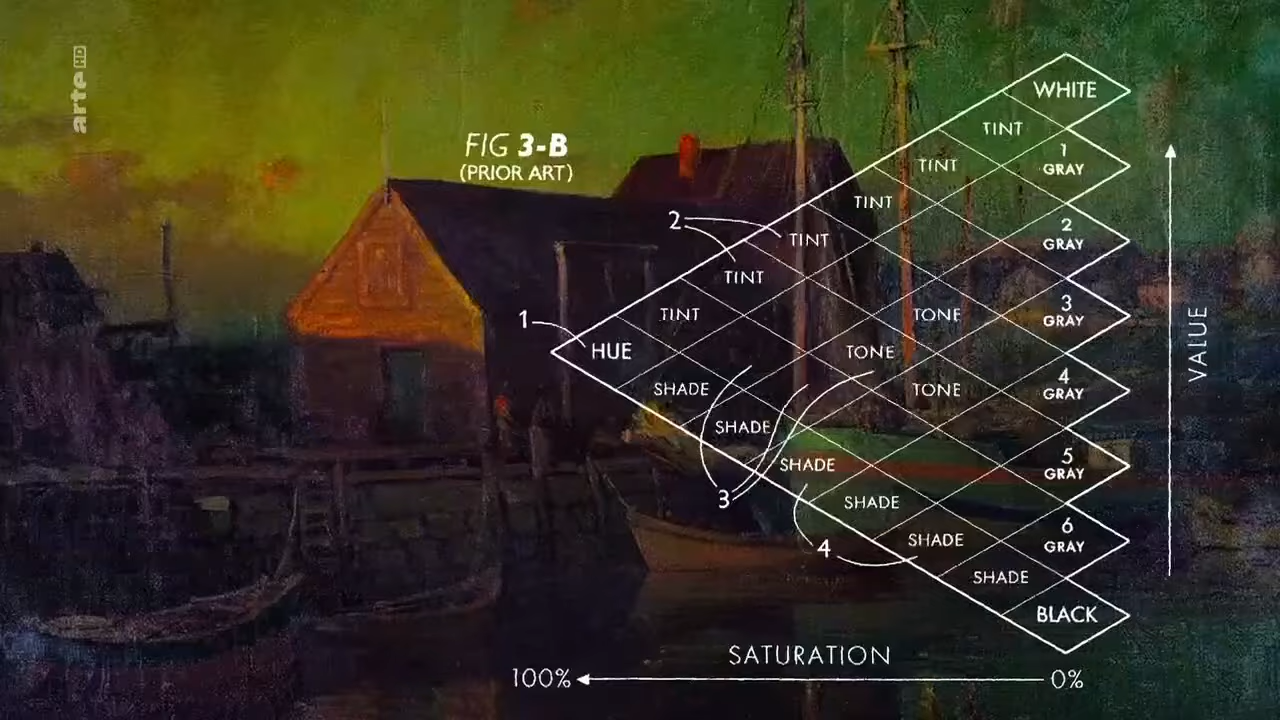 arte HD
FIG 3-B
(PRIOR ART)
WHITE
TINT
1
GRAY
TINT
TINT
2
GRAY
2
TINT
TINT
3
GRAY
1
TINT
TONE
HUE
TONE
4
GRAY
SHADE
TONE
SHADE
5
GRAY
SHADE
3
SHADE
6
GRAY
4
SHADE
SHADE
BLACK
VALUE
SATURATION
100%
0%